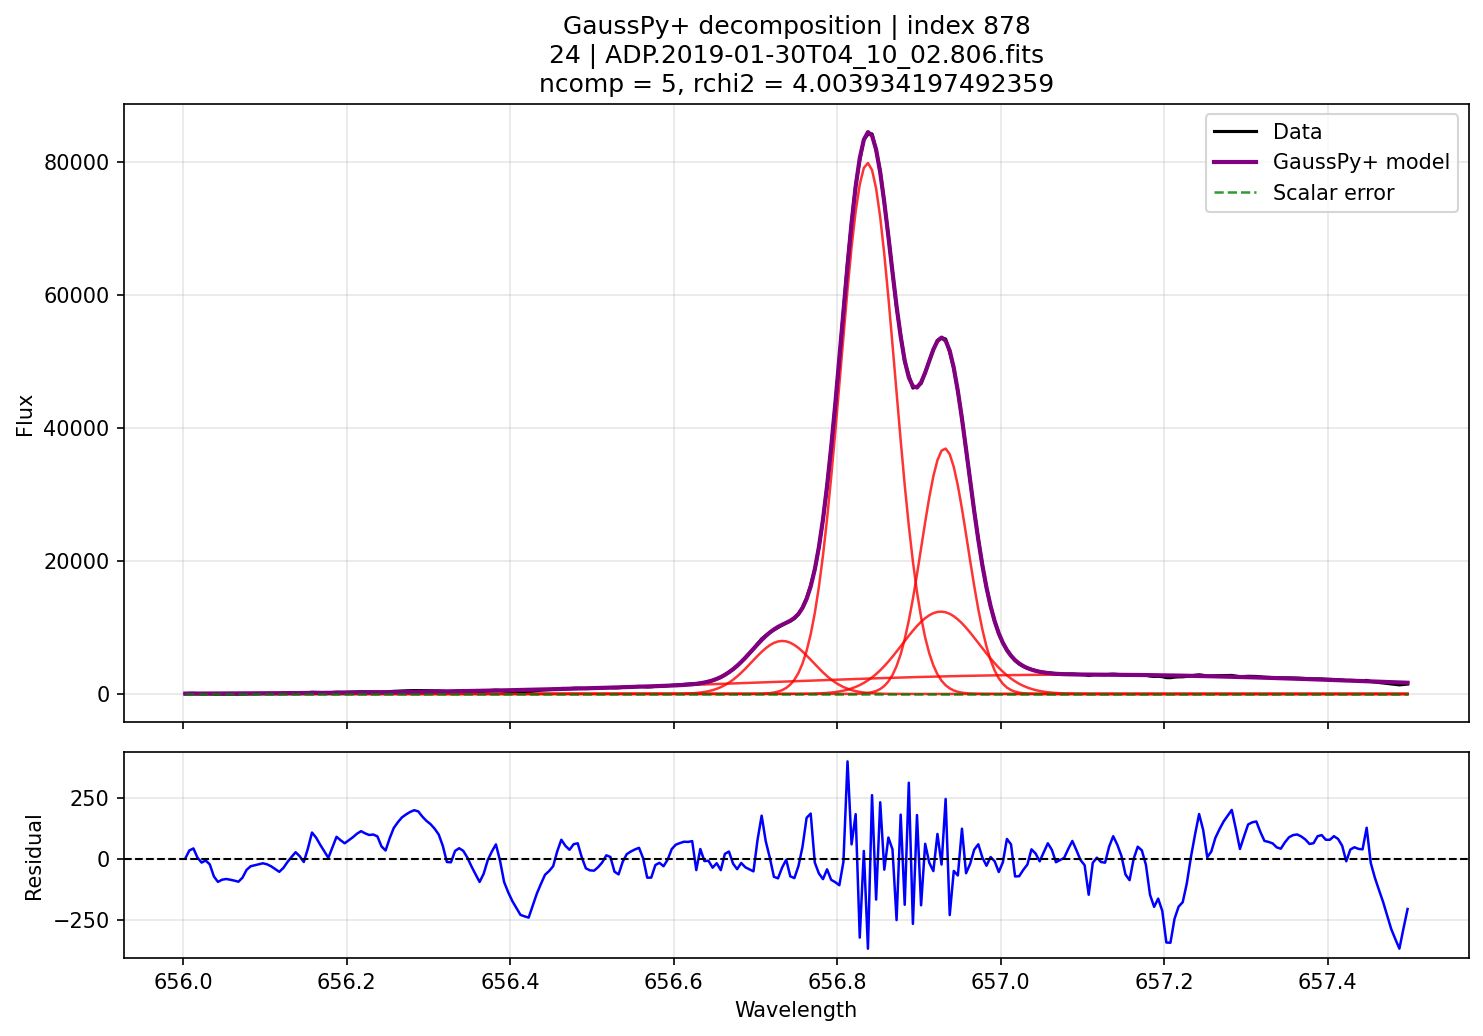 GaussPy+ decomposition | index 878
24 | ADP.2019-01-30T04_10_02.806.fits
ncomp = 5, rchi2 = 4.003934197492359
Data
GaussPy+ model
Scalar error
Flux
80000
60000
40000
20000
0
Residual
250
0
−250
656.0
656.2
656.4
656.6
656.8
657.0
657.2
657.4
Wavelength